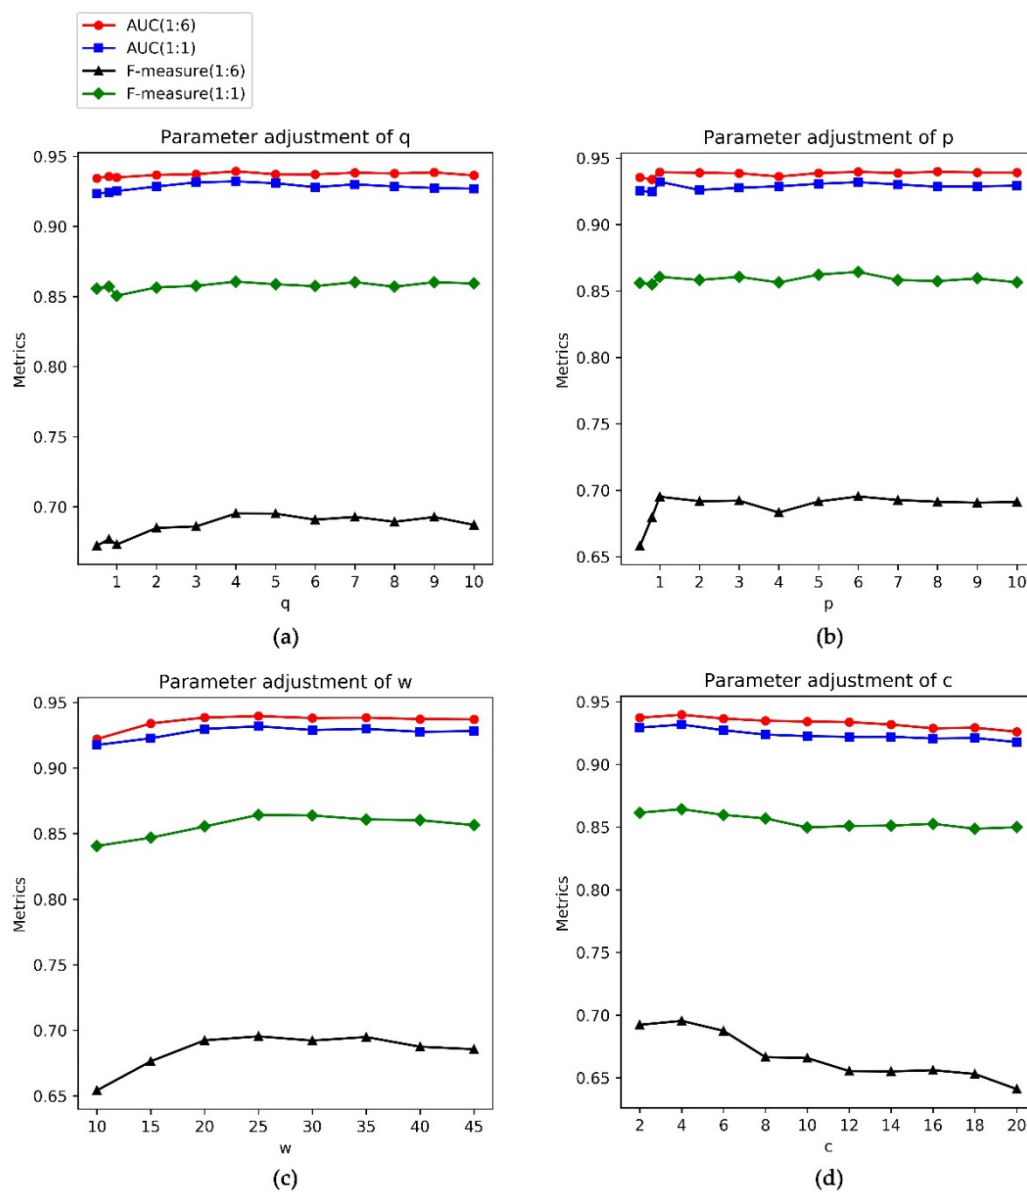 AUC(1:6)
AUC(1:1)
F-measure(1:6)
F-measure(1:1)
Parameter adjustment of q
0.95
0.90
0.85
0.80
0.75
0.70
Metrics
1 2 3 4 5 6 7 8 9 10
q
(a)
Parameter adjustment of p
0.95
0.90
0.85
0.80
0.75
0.70
0.65
Metrics
1 2 3 4 5 6 7 8 9 10
p
(b)
Parameter adjustment of w
0.95
0.90
0.85
0.80
0.75
0.70
0.65
Metrics
10 15 20 25 30 35 40 45
w
(c)
Parameter adjustment of c
0.95
0.90
0.85
0.80
0.75
0.70
0.65
Metrics
2 4 6 8 10 12 14 16 18 20
c
(d)